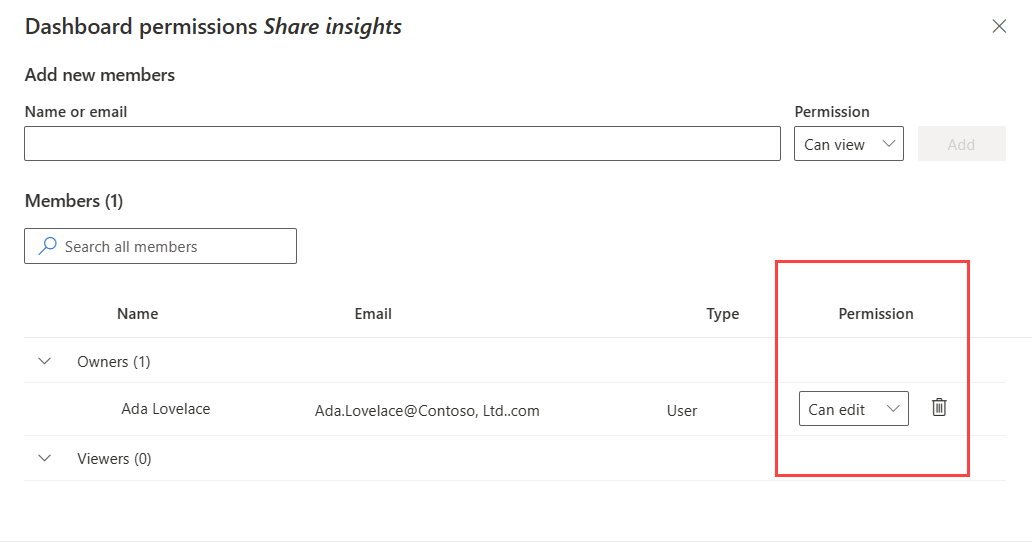 Dashboard permissions Share insights
Add new members
Name or email Permission
Can view Add
Members (1)
Search all members
Name Email Type Permission
Owners (1)
Ada Lovelace Ada.Lovelace@Contoso, Ltd..com User Can edit
Viewers (0)